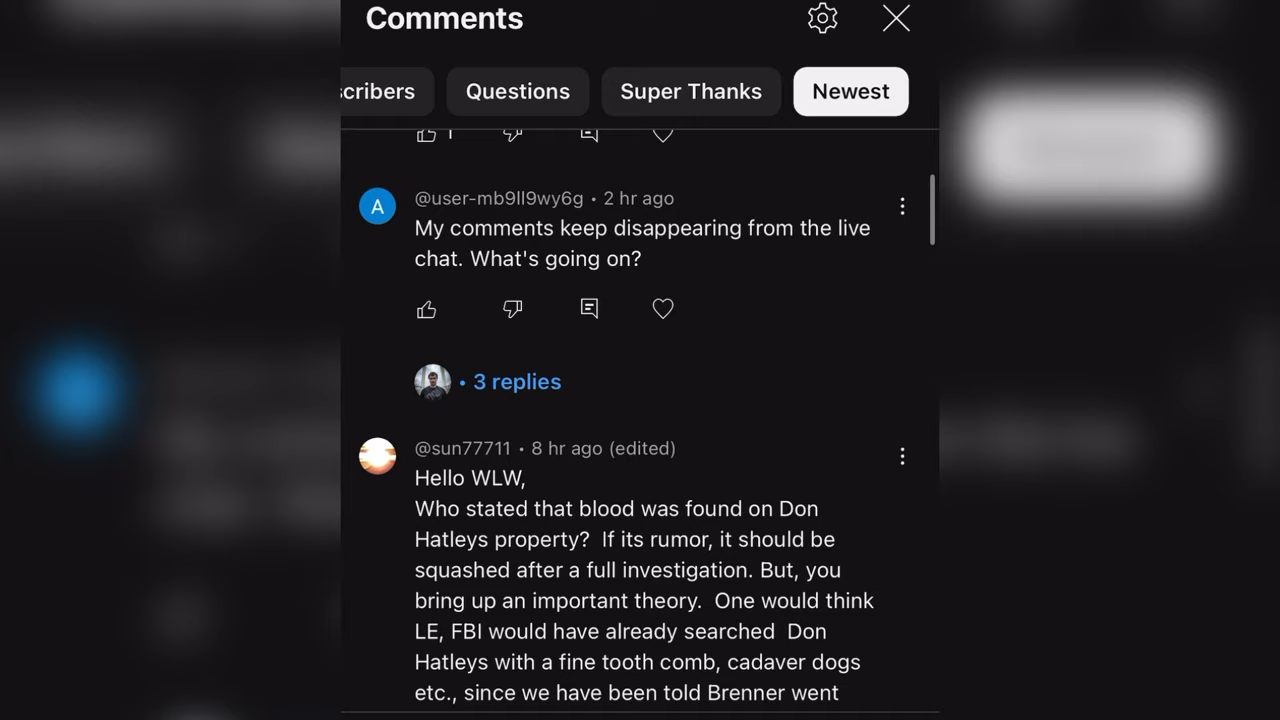 Comments
scribers Questions Super Thanks Newest
1
A @user-mb9ll9wy6g • 2 hr ago
My comments keep disappearing from the live
chat. What's going on?
• 3 replies
@sun77711 • 8 hr ago (edited)
Hello WLW,
Who stated that blood was found on Don
Hatleys property?  If its rumor, it should be
squashed after a full investigation. But, you
bring up an important theory.  One would think
LE, FBI would have already searched  Don
Hatleys with a fine tooth comb, cadaver dogs
etc., since we have been told Brenner went